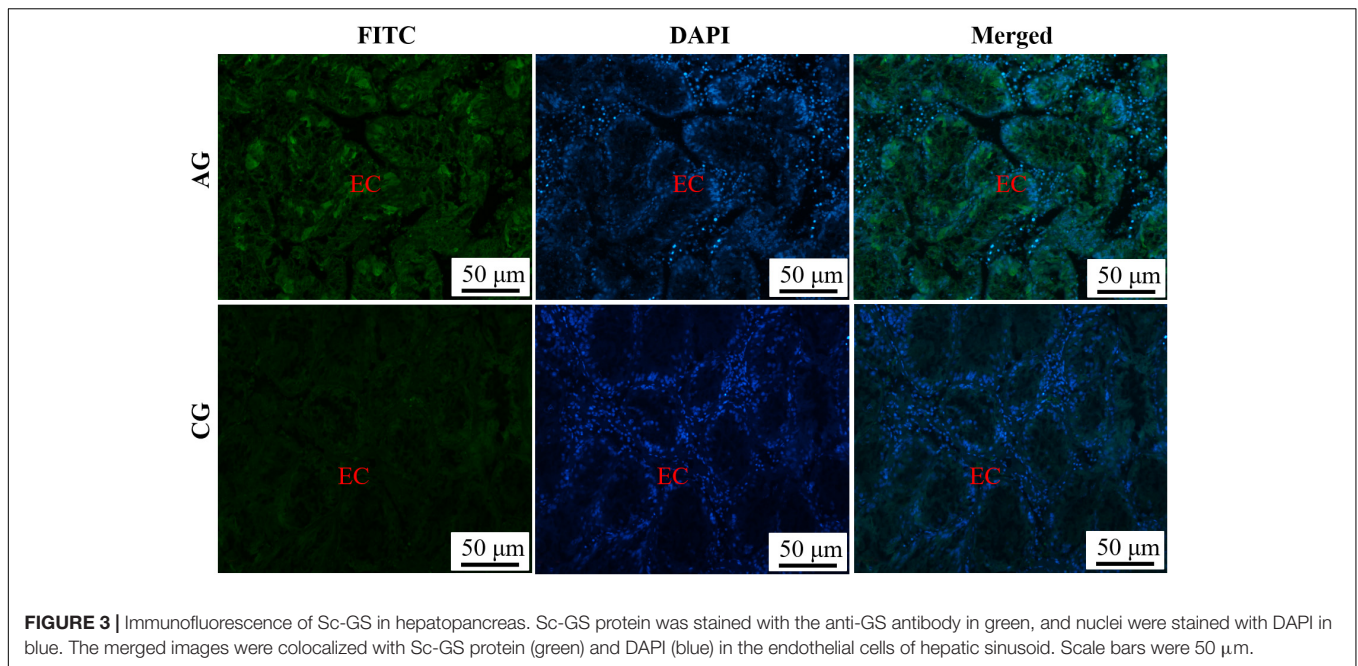 FITC DAPI Merged
AG
EC EC EC
50 μm 50 μm 50 μm
CG
EC EC EC
50 μm 50 μm 50 μm
FIGURE 3 | Immunofluorescence of Sc-GS in hepatopancreas. Sc-GS protein was stained with the anti-GS antibody in green, and nuclei were stained with DAPI in
blue. The merged images were colocalized with Sc-GS protein (green) and DAPI (blue) in the endothelial cells of hepatic sinusoid. Scale bars were 50 μm.